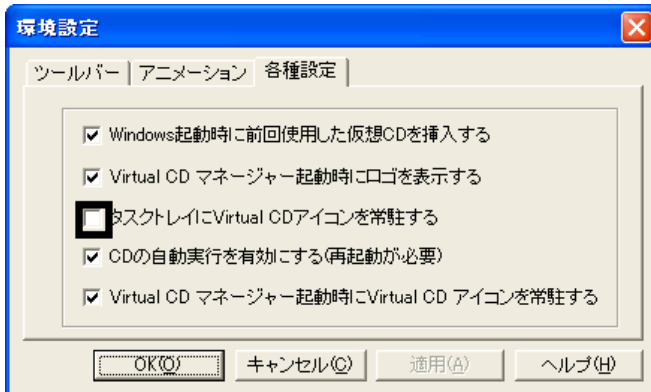 環境設定
ツールバー アニメーション 各種設定
Windows起動時に前回使用した仮想CDを挿入する
Virtual CD マネージャー起動時にロゴを表示する
タスクトレイにVirtual CDアイコンを常駐する
CDの自動実行を有効にする(再起動が必要)
Virtual CD マネージャー起動時にVirtual CD アイコンを常駐する
OK(O) キャンセル(C) 適用(A) ヘルプ(H)